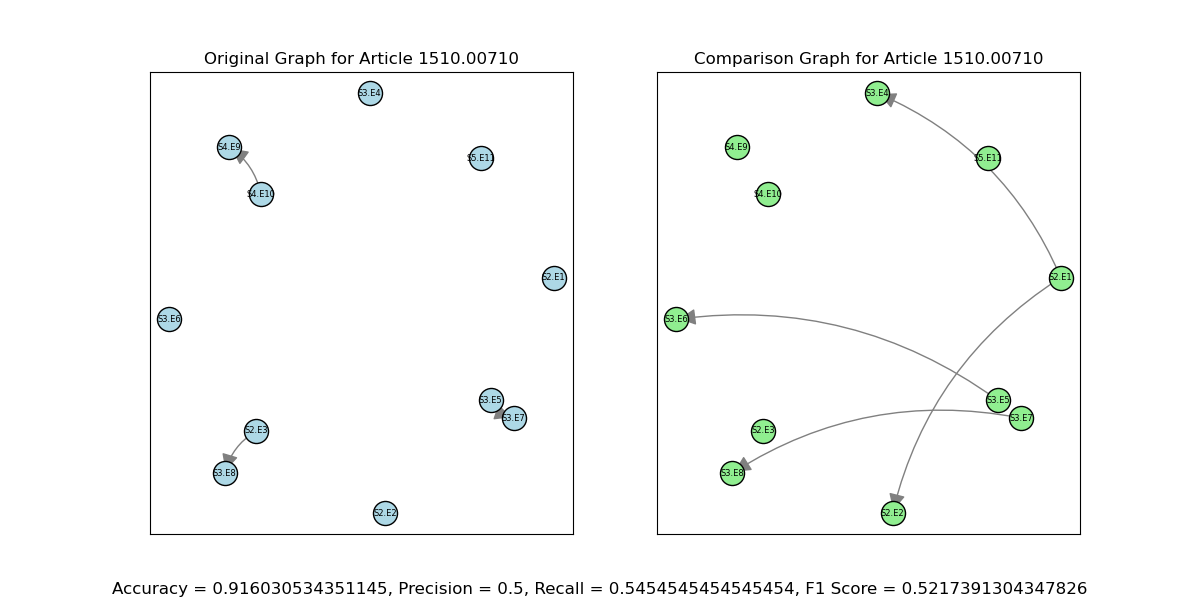 Original Graph for Article 1510.00710
S3.E4
S4.E9
S5.E11
S4.E10
S2.E1
S3.E6
S3.E5
S3.E7
S2.E3
S3.E8
S2.E2
Comparison Graph for Article 1510.00710
S3.E4
S4.E9
S5.E11
S4.E10
S2.E1
S3.E6
S3.E5
S3.E7
S2.E3
S3.E8
S2.E2
Accuracy = 0.916030534351145, Precision = 0.5, Recall = 0.5454545454545454, F1 Score = 0.5217391304347826